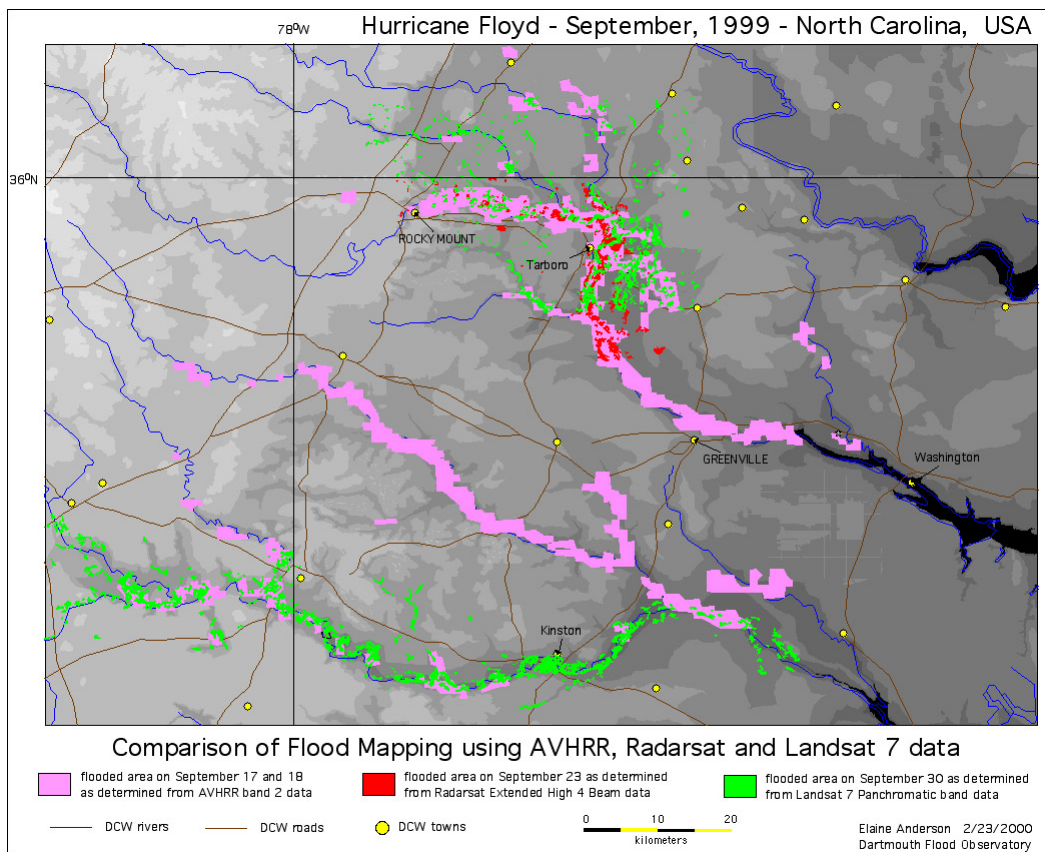 Hurricane Floyd - September, 1999 - North Carolina, USA
78ºW
36ºN
ROCKY MOUNT
Tarboro
GREENVILLE
Washington
Kinston
Comparison of Flood Mapping using AVHRR, Radarsat and Landsat 7 data
flooded area on September 17 and 18
as determined from AVHRR band 2 data
flooded area on September 23 as determined
from Radarsat Extended High 4 Beam data
flooded area on September 30 as determined
from Landsat 7 Panchromatic band data
DCW rivers
DCW roads
DCW towns
0 10 20
kilometers
Elaine Anderson 2/23/2000
Dartmouth Flood Observatory